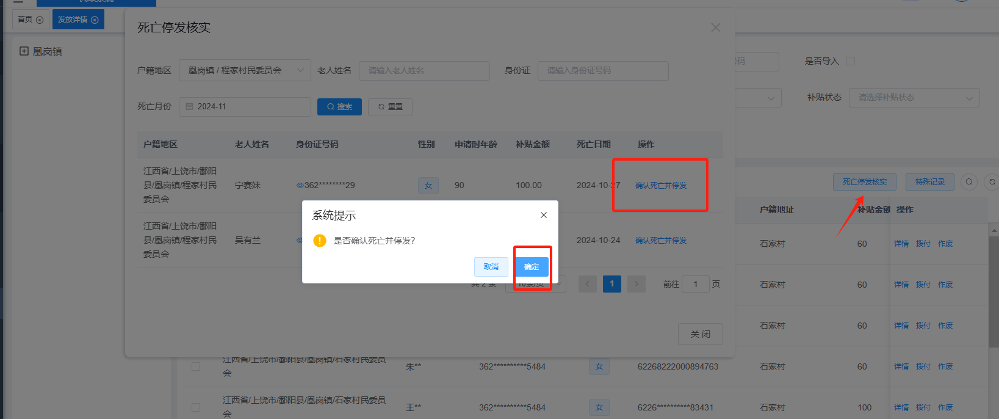 首页
发放详情
凰岗镇
死亡停发核实
户籍地区
凰岗镇 / 程家村民委员会
老人姓名
请输入老人姓名
身份证
请输入身份证号码
死亡月份
2024-11
搜索
重置
户籍地区 老人姓名 身份证号码 性别 申请时年龄 补贴金额 死亡日期 操作
江西省/上饶市/鄱阳
县/凰岗镇/程家村民
委员会
宁赛妹
362********29
女
90
100.00
2024-10-27
确认死亡并停发
江西省/上饶市/鄱阳
县/凰岗镇/程家村民
委员会
吴有兰
2024-10-24
确认死亡并停发
系统提示
是否确认死亡并停发？
取消
确定
共 2 条
10条/页
1
前往 1 页
关 闭
是否导入
补贴状态
请选择补贴状态
死亡停发核实
特殊记录
户籍地址 补贴金额 操作
石家村 60 详情 拨付 作废
石家村 60 详情 拨付 作废
石家村 60 详情 拨付 作废
江西省/上饶市/鄱阳县/凰岗镇/石家村民委员
会
朱** 362**********5484 女 62268222000894763 石家村 60 详情 拨付 作废
江西省/上饶市/鄱阳县/凰岗镇/石家村民委员
会
王** 362**********5484 女 6226**********83431 石家村 100 详情 拨付 作废